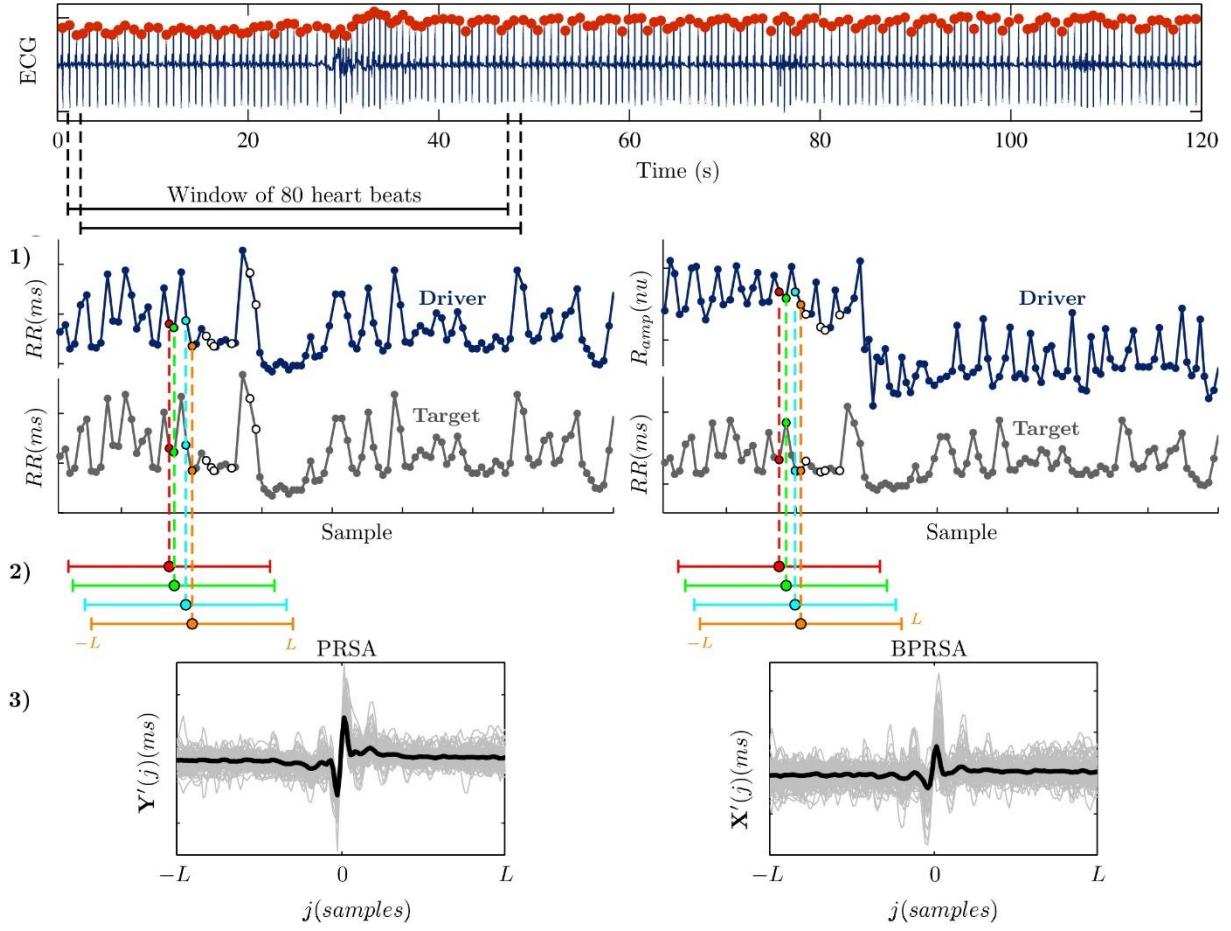 ECG
0 20 40 60 80 100 120
Time (s)
Window of 80 heart beats
1)
RR(ms)
Driver
RR(ms)
Target
Sample
R_amp(nu)
Driver
RR(ms)
Target
Sample
2)
−L L
−L L
3)
PRSA
Y'(j)(ms)
−L 0 L
j(samples)
BPRSA
X'(j)(ms)
−L 0 L
j(samples)